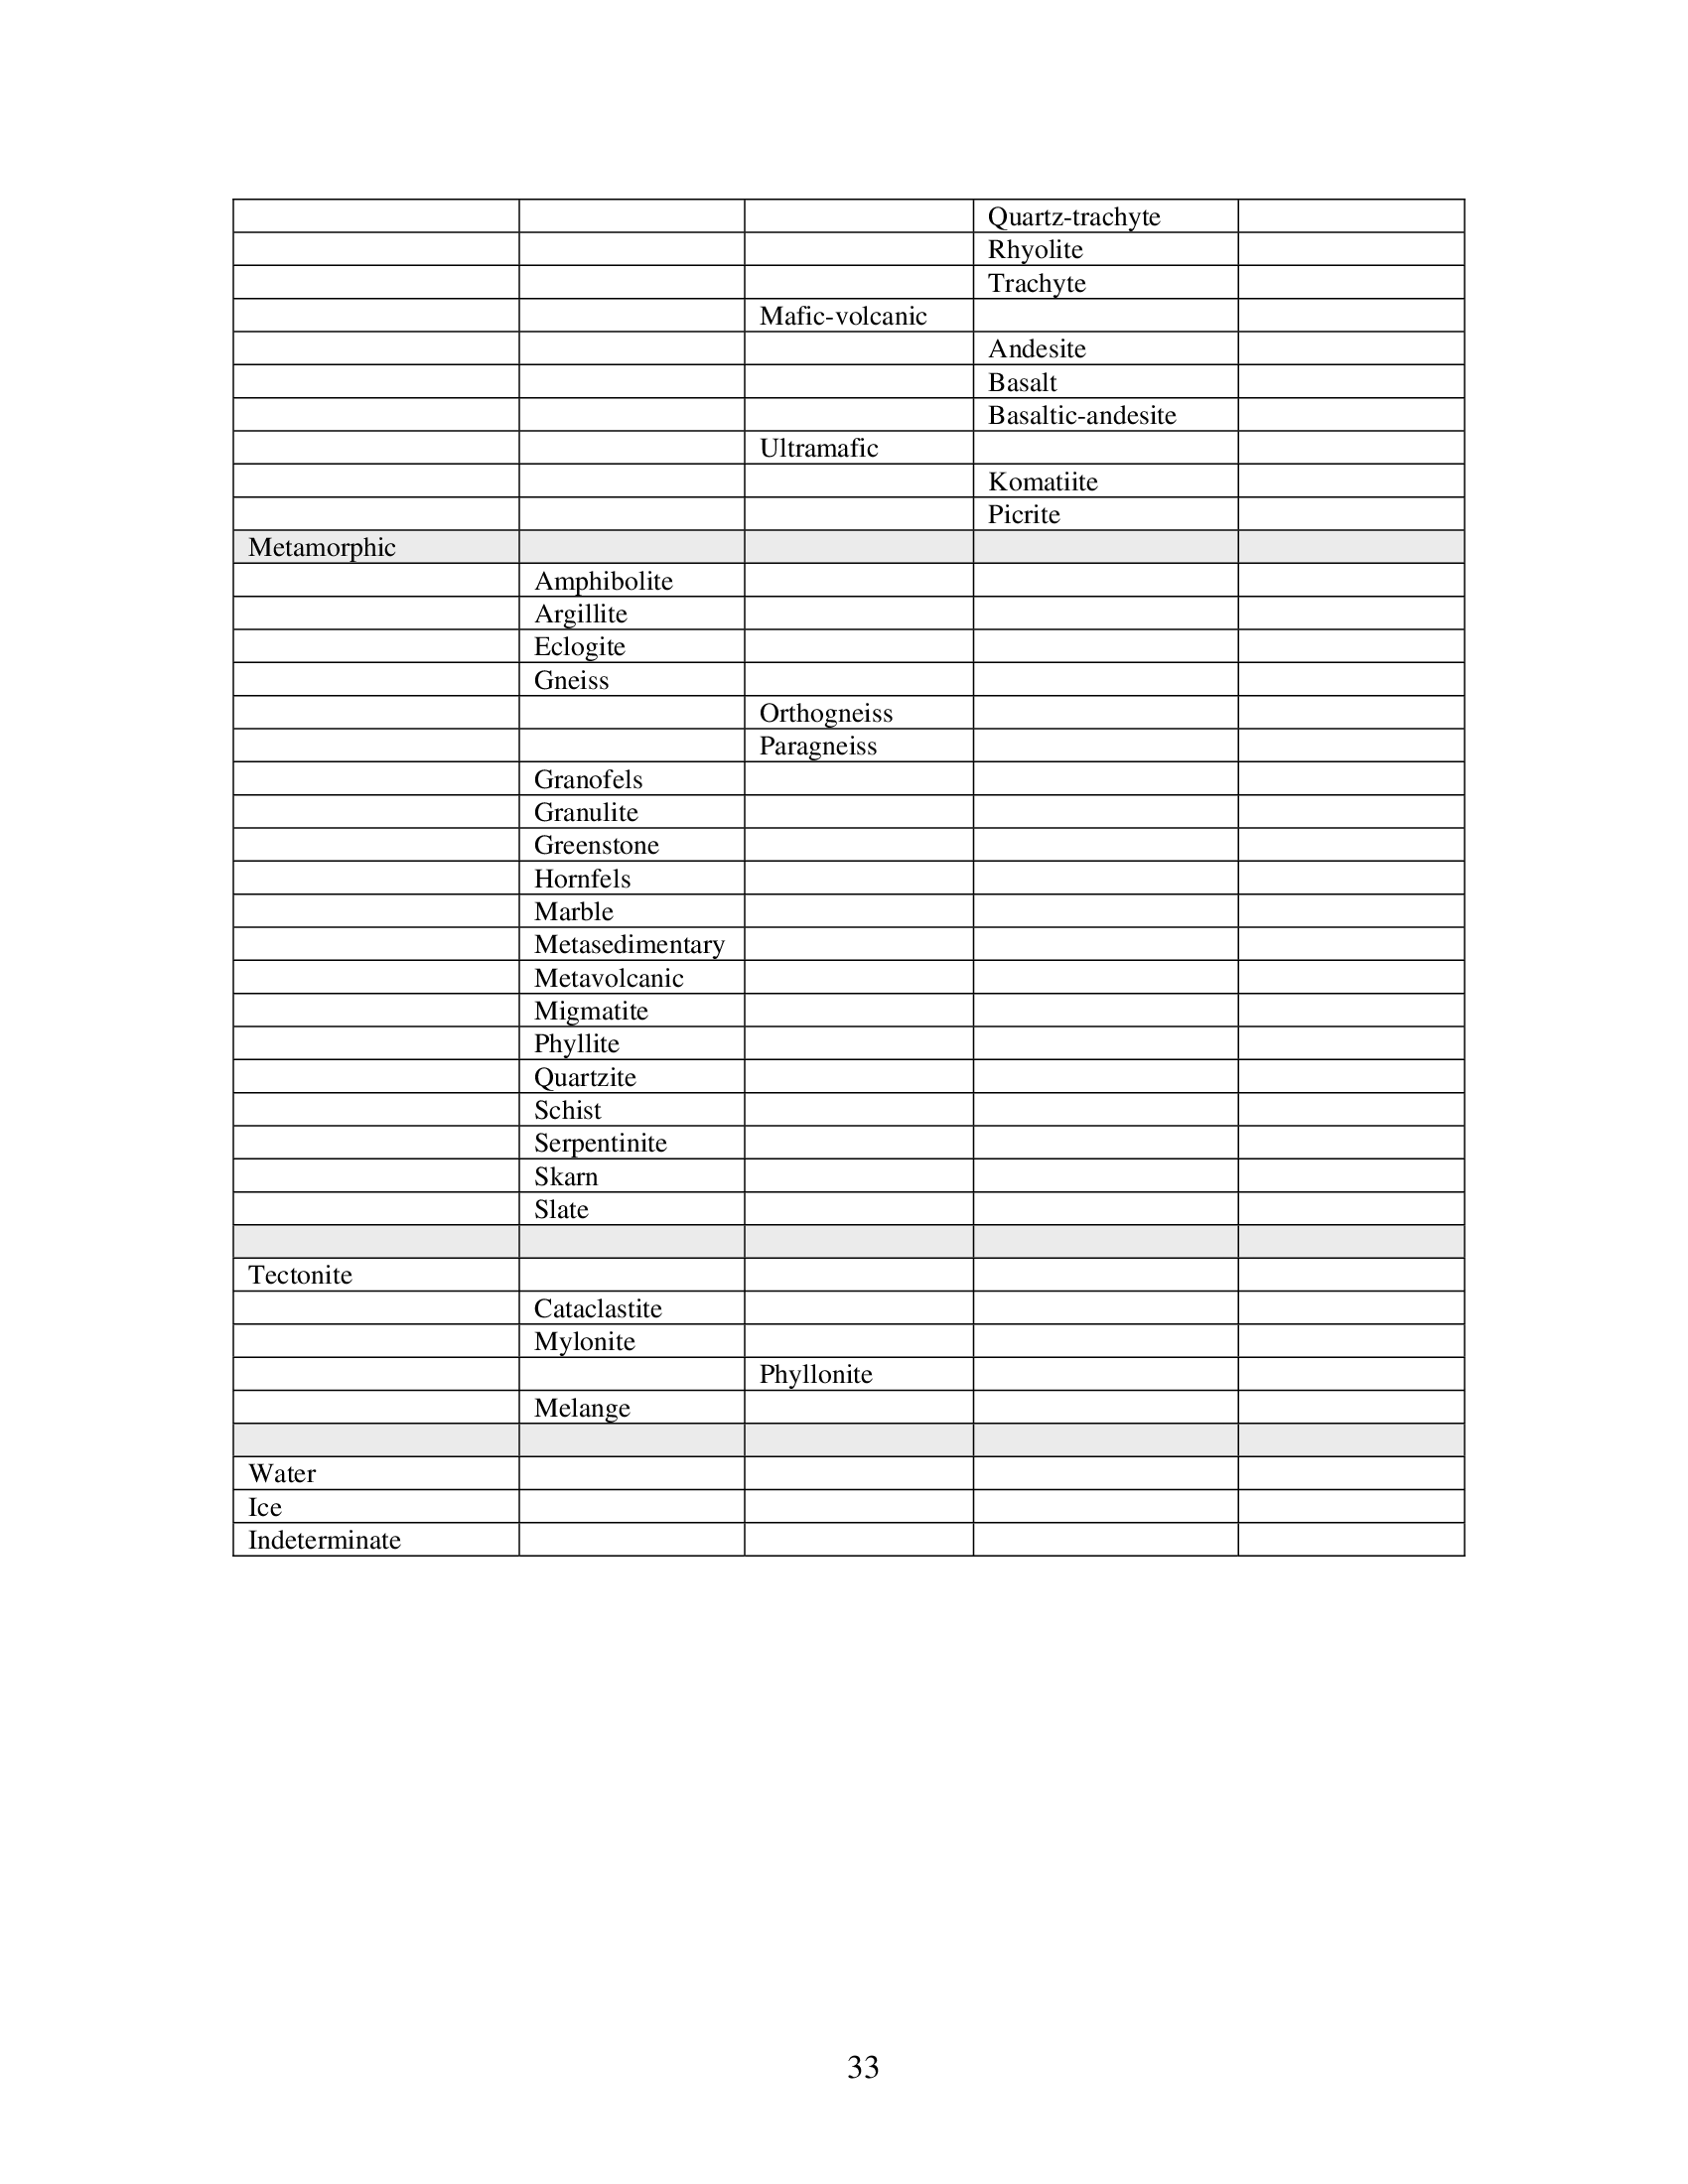 Quartz-trachyte
Rhyolite
Trachyte
Mafic-volcanic
Andesite
Basalt
Basaltic-andesite
Ultramafic
Komatiite
Picrite
Metamorphic
Amphibolite
Argillite
Eclogite
Gneiss
Orthogneiss
Paragneiss
Granofels
Granulite
Greenstone
Hornfels
Marble
Metasedimentary
Metavolcanic
Migmatite
Phyllite
Quartzite
Schist
Serpentinite
Skarn
Slate
Tectonite
Cataclastite
Mylonite
Phyllonite
Melange
Water
Ice
Indeterminate
33